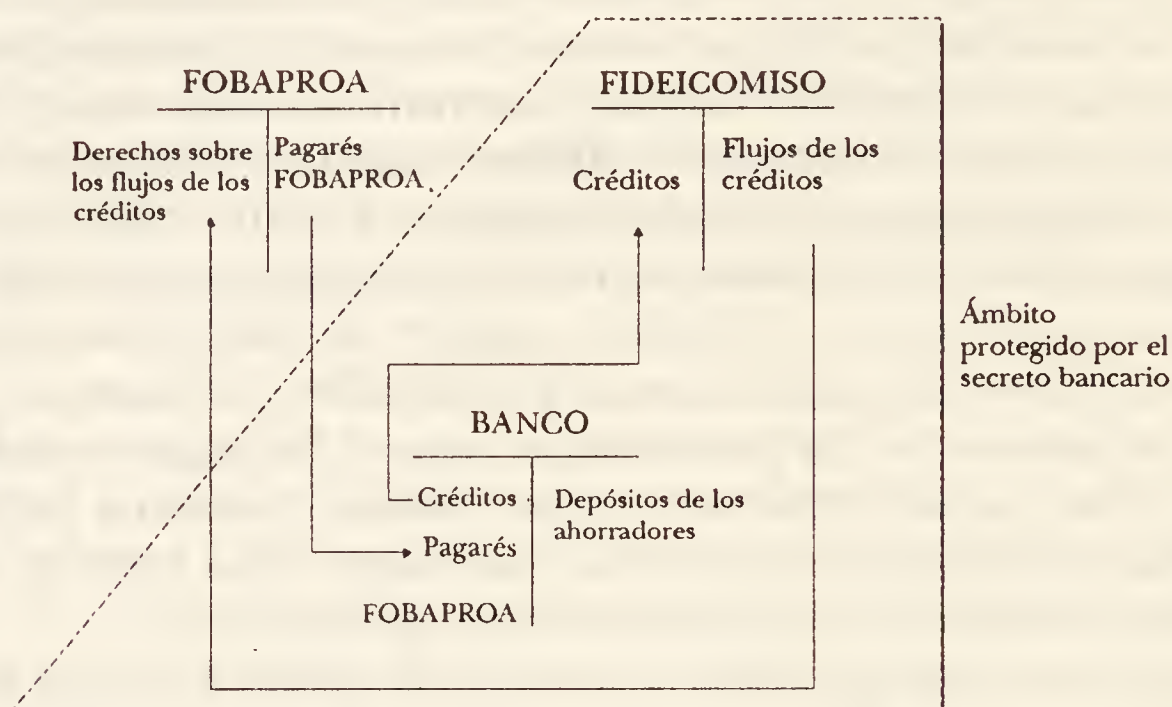 FOBAPROA
Derechos sobre
los flujos de los
créditos
Pagarés
FOBAPROA
FIDEICOMISO
Créditos
Flujos de los
créditos
Ámbito
protegido por el
secreto bancario
BANCO
Créditos
Pagarés
FOBAPROA
Depósitos de los
ahorradores